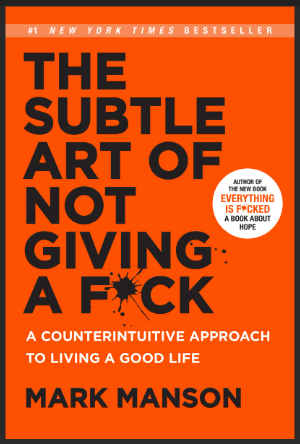 #1 NEW YORK TIMES BESTSELLER
THE
SUBTLE
ART OF
NOT
GIVING
A F*CK
AUTHOR OF
THE NEW BOOK
EVERYTHING
IS F*CKED
A BOOK ABOUT
HOPE
A COUNTERINTUITIVE APPROACH
TO LIVING A GOOD LIFE
MARK MANSON